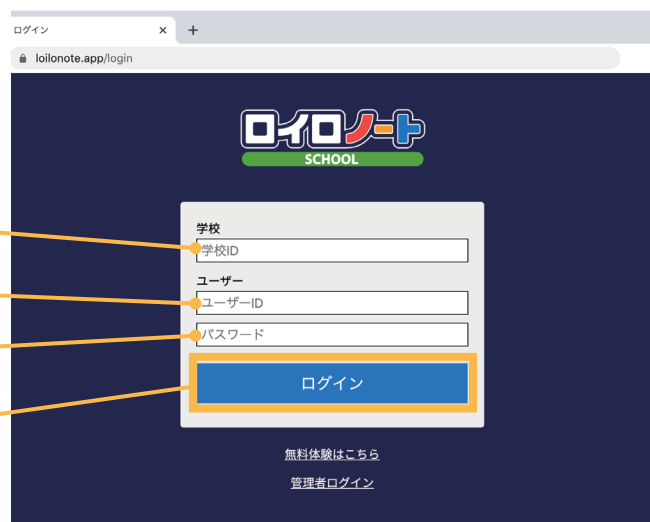 ログイン × +
loilonote.app/login
ロイロノート
SCHOOL
学校
学校ID
ユーザー
ユーザーID
パスワード
ログイン
無料体験はこちら
管理者ログイン